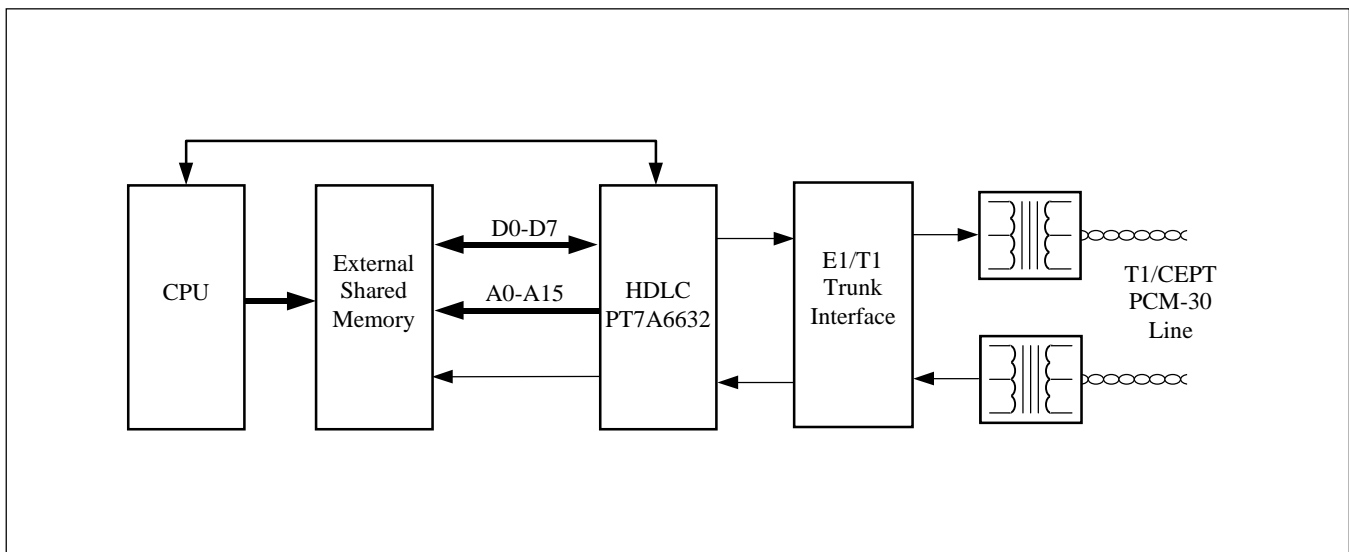 CPU
External
Shared
Memory
D0-D7
A0-A15
HDLC
PT7A6632
E1/T1
Trunk
Interface
T1/CEPT
PCM-30
Line